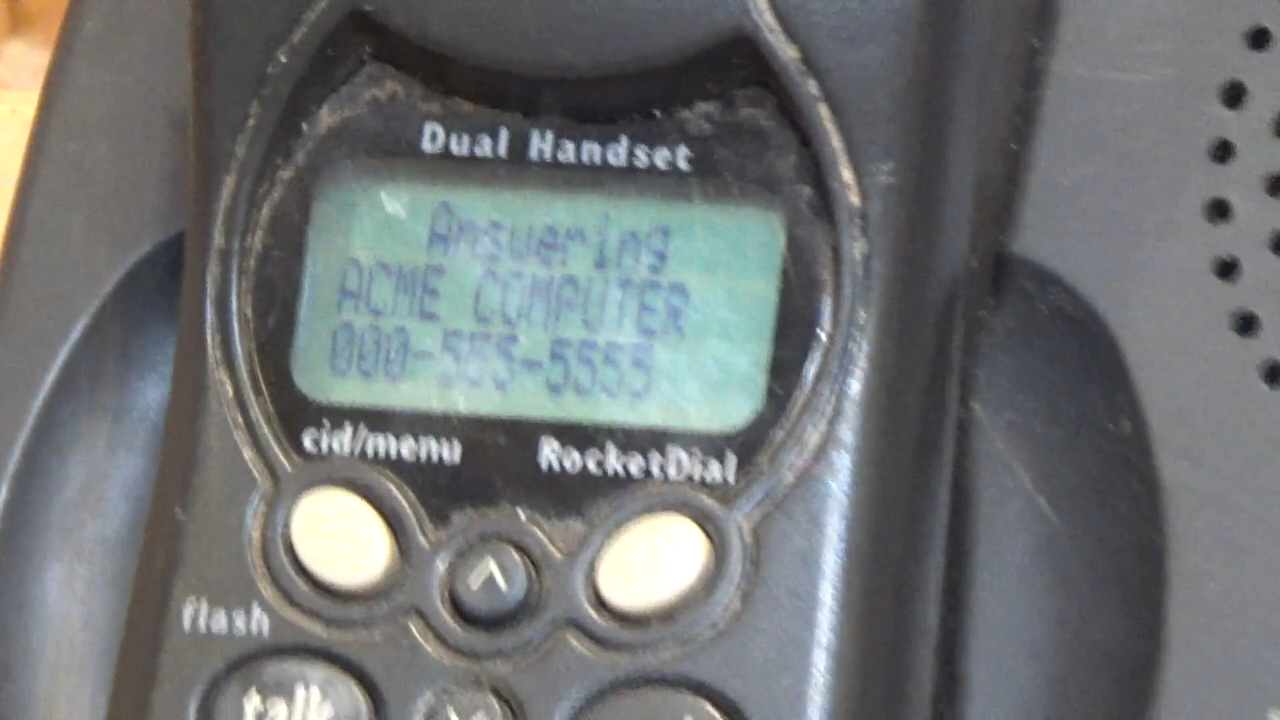 Dual Handset
Answering
ACME COMPUTER
000-555-5555
cid/menu RocketDial
flash
talk